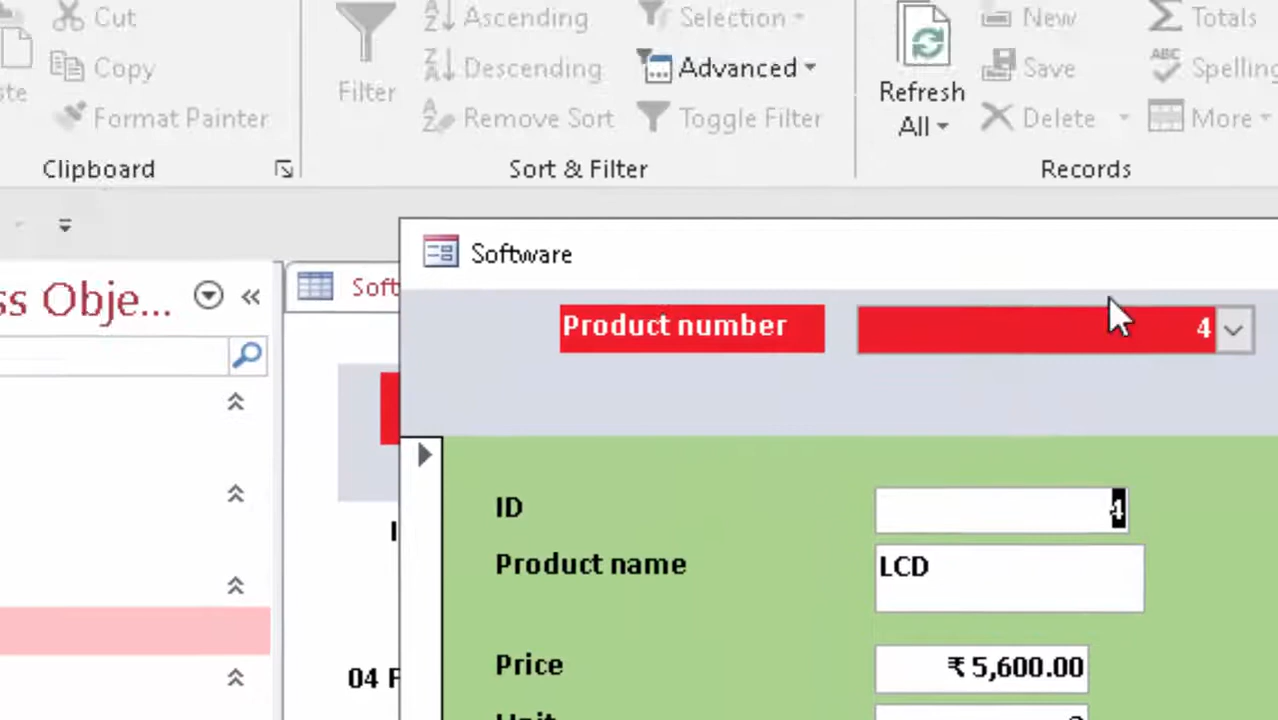 Cut
Ascending
Selection
New
Totals
Copy
Descending
Advanced
Save
Filter
Refresh
All
Format Painter
Remove Sort
Toggle Filter
Delete
More
Clipboard
Sort & Filter
Records
Software
Product number
4
ID
4
Product name
LCD
Price
₹ 5,600.00